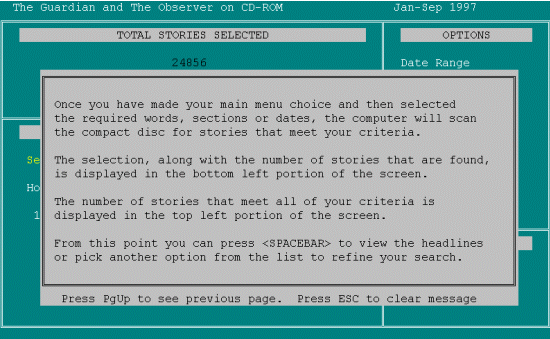 The Guardian and The Observer on CD-ROM Jan-Sep 1997
TOTAL STORIES SELECTED OPTIONS
24856 Date Range
Once you have made your main menu choice and then selected
the required words, sections or dates, the computer will scan
the compact disc for stories that meet your criteria.
The selection, along with the number of stories that are found,
is displayed in the bottom left portion of the screen.
The number of stories that meet all of your criteria is
displayed in the top left portion of the screen.
From this point you can press <SPACEBAR> to view the headlines
or pick another option from the list to refine your search.
Press PgUp to see previous page. Press ESC to clear message
Se
Ho
1